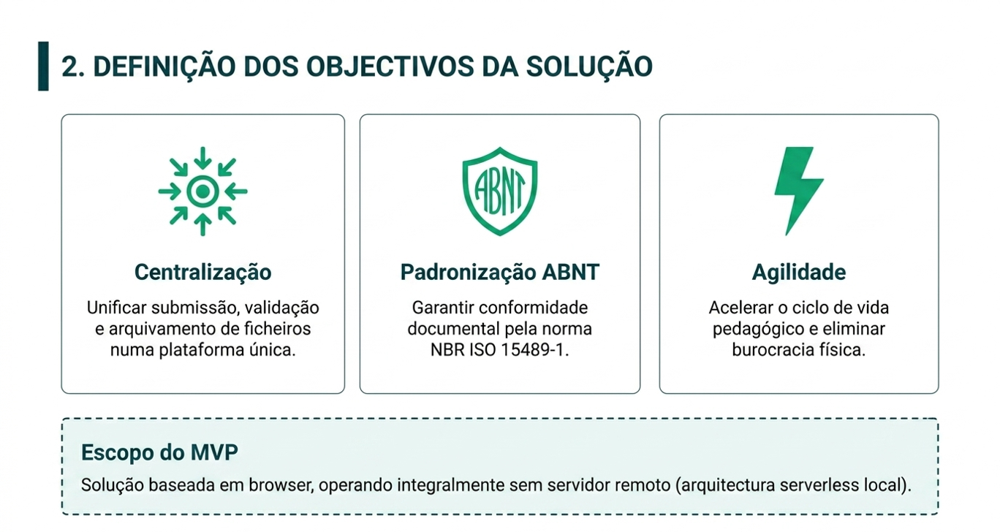 2. DEFINIÇÃO DOS OBJECTIVOS DA SOLUÇÃO
ABNT
Centralização
Unificar submissão, validação
e arquivamento de ficheiros
numa plataforma única.
Padronização ABNT
Garantir conformidade
documental pela norma
NBR ISO 15489-1.
Agilidade
Acelerar o ciclo de vida
pedagógico e eliminar
burocracia física.
Escopo do MVP
Solução baseada em browser, operando integralmente sem servidor remoto (arquitectura serverless local).